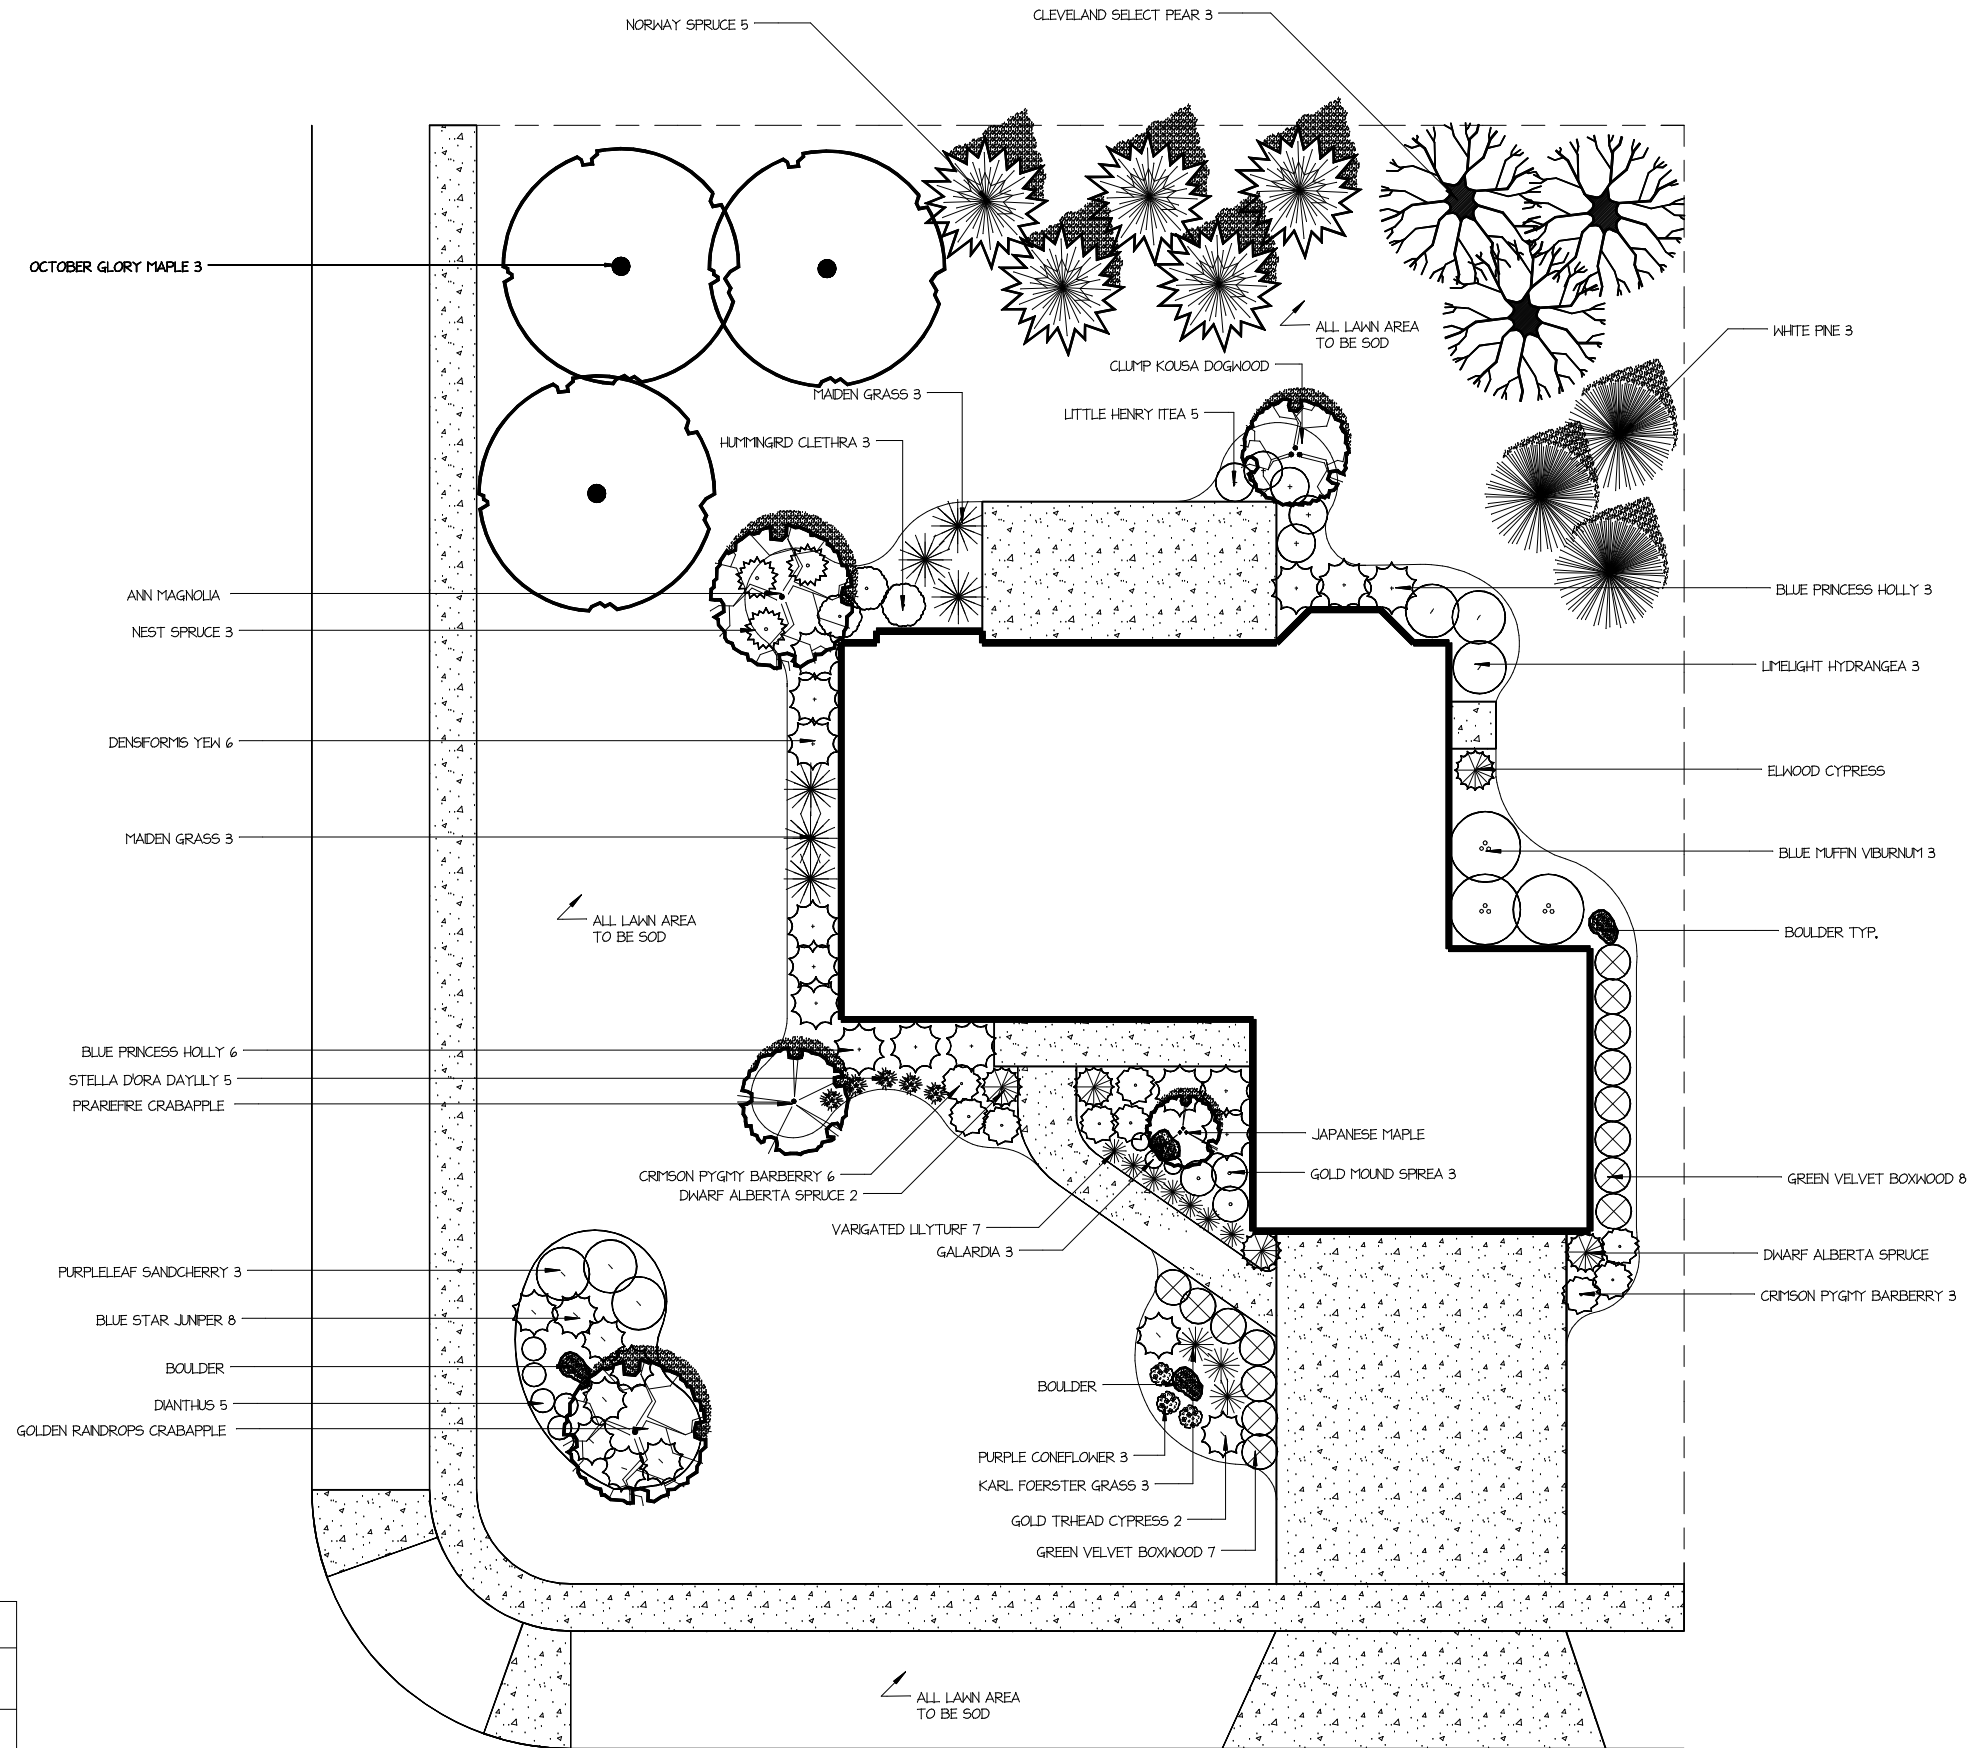 NORWAY SPRUCE 5
CLEVELAND SELECT PEAR 3
OCTOBER GLORY MAPLE 3
ALL LAWN AREA
TO BE SOD
WHITE PINE 3
CLUMP KOUSA DOGWOOD
MAIDEN GRASS 3
LITTLE HENRY ITEA 5
HUMMINGIRD CLETHRA 3
ANN MAGNOLIA
BLUE PRINCESS HOLLY 3
NEST SPRUCE 3
LIMELIGHT HYDRANGEA 3
DENSIFORMIS YEW 6
ELWOOD CYPRESS
MAIDEN GRASS 3
BLUE MUFFIN VIBURNUM 3
ALL LAWN AREA
TO BE SOD
BOULDER TYP.
BLUE PRINCESS HOLLY 6
STELLA D'ORA DAYLILY 5
PRARIEFIRE CRABAPPLE
JAPANESE MAPLE
CRIMSON PYGMY BARBERRY 6
GOLD MOUND SPIREA 3
GREEN VELVET BOXWOOD 8
DWARF ALBERTA SPRUCE 2
VARIGATED LILYTURF 7
GALARDIA 3
DWARF ALBERTA SPRUCE
PURPLELEAF SANDCHERRY 3
CRIMSON PYGMY BARBERRY 3
BLUE STAR JUNIPER 8
BOULDER
BOULDER
DIANTHUS 5
GOLDEN RAINDROPS CRABAPPLE
PURPLE CONEFLOWER 3
KARL FOERSTER GRASS 3
GOLD TRHEAD CYPRESS 2
GREEN VELVET BOXWOOD 7
ALL LAWN AREA
TO BE SOD